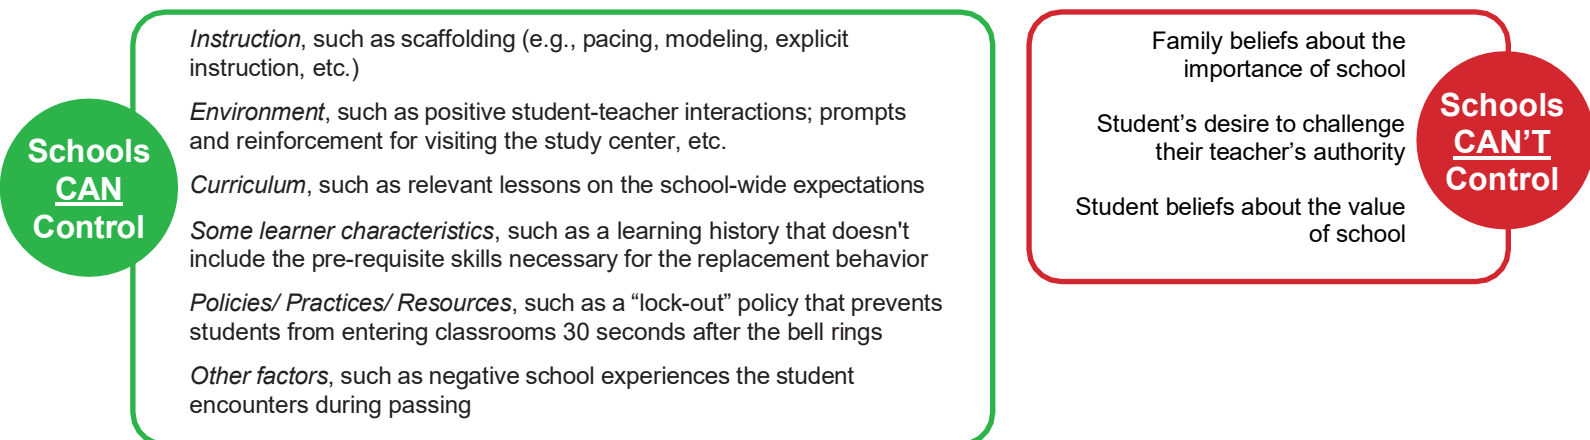 Schools
CAN
Control
Instruction, such as scaffolding (e.g., pacing, modeling, explicit
instruction, etc.)
Environment, such as positive student-teacher interactions; prompts
and reinforcement for visiting the study center, etc.
Curriculum, such as relevant lessons on the school-wide expectations
Some learner characteristics, such as a learning history that doesn't
include the pre-requisite skills necessary for the replacement behavior
Policies/ Practices/ Resources, such as a “lock-out” policy that prevents
students from entering classrooms 30 seconds after the bell rings
Other factors, such as negative school experiences the student
encounters during passing
Schools
CAN’T
Control
Family beliefs about the
importance of school
Student’s desire to challenge
their teacher’s authority
Student beliefs about the value
of school